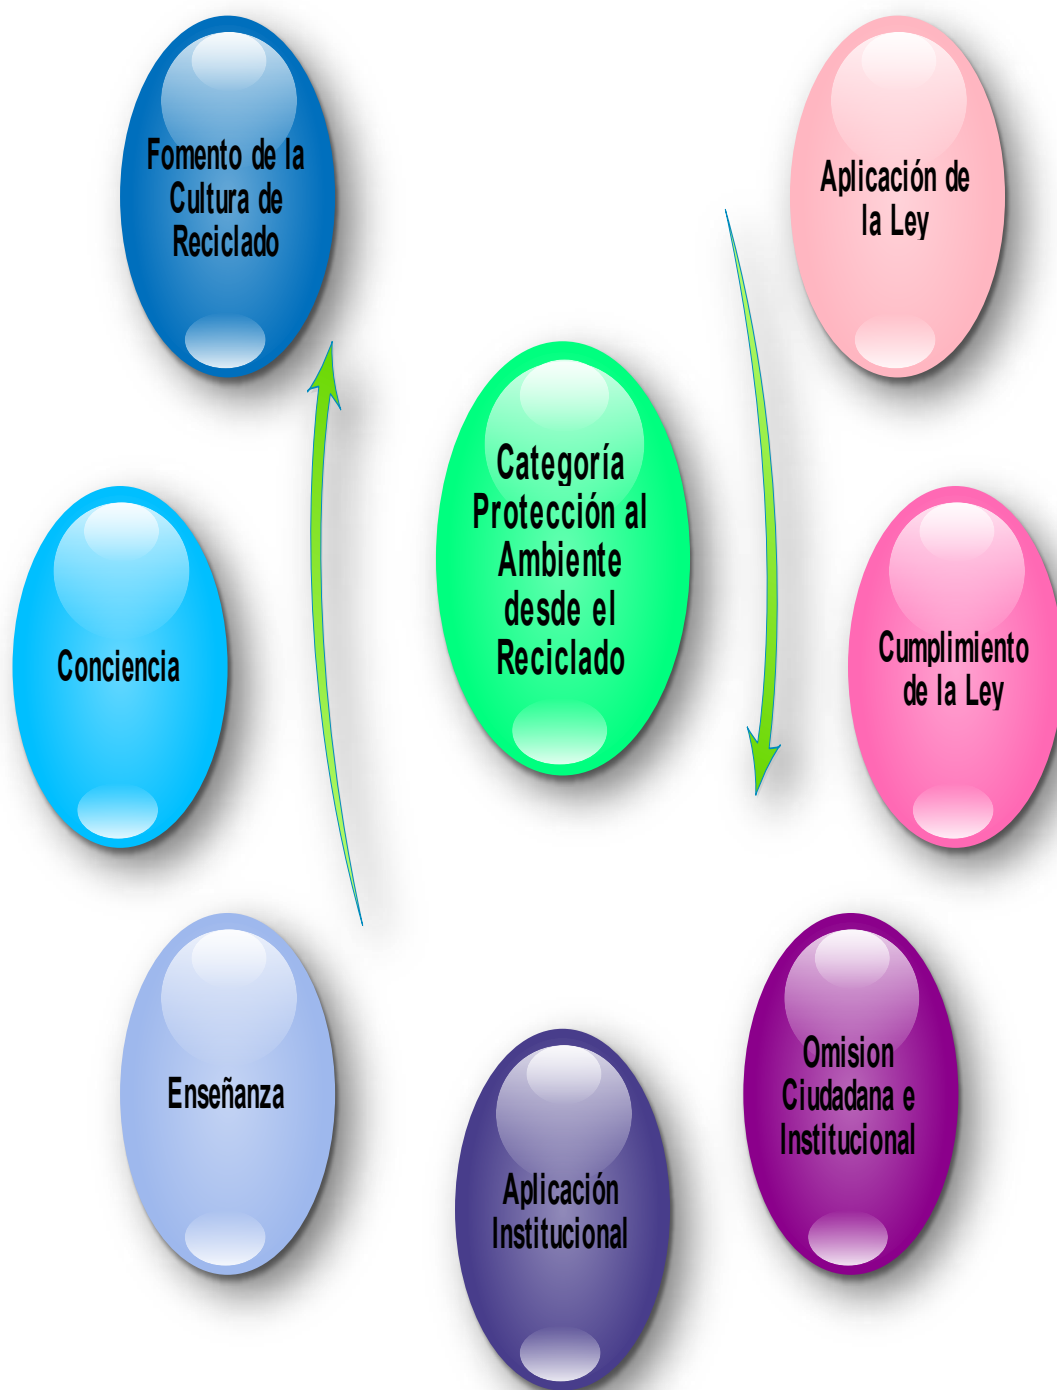 Fomento de la
Cultura de
Reciclado
Aplicación de
la Ley
Categoría
Protección al
Ambiente
desde el
Reciclado
Conciencia
Cumplimiento
de la Ley
Enseñanza
Omision
Ciudadana e
Institucional
Aplicación
Institucional